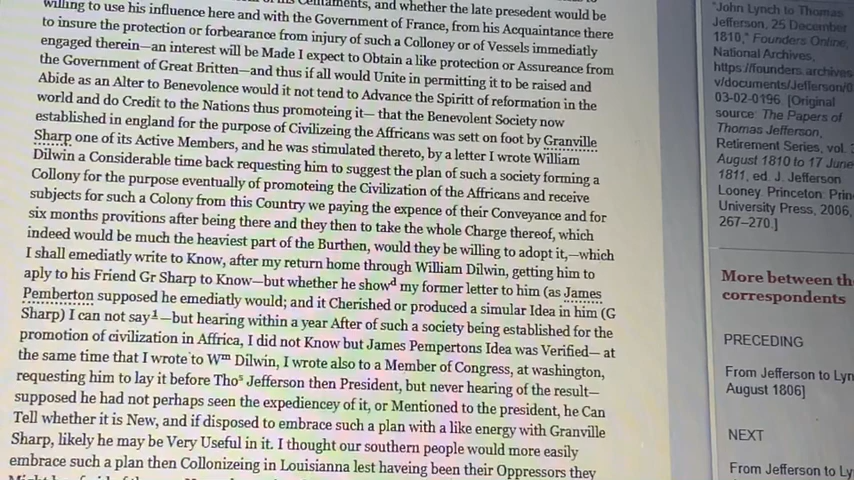 willing to use his influence here and with the Government of France, from his Acquaintance there
to insure the protection or forbearance from injury of such a Colloney or of Vessels immediatly
engaged therein—an interest will be Made I expect to Obtain a like protection or Assureance from
the Government of Great Britten—and thus if all would Unite in permitting it to be raised and
Abide as an Alter to Benevolence would it not tend to Advance the Spiritt of reformation in the
world and do Credit to the Nations thus promoteing it— that the Benevolent Society now
established in england for the purpose of Civilizeing the Affricans was sett on foot by Granville
Sharp one of its Active Members, and he was stimulated thereto, by a letter I wrote William
Dilwin a Considerable time back requesting him to suggest the plan of such a society forming a
Collony for the purpose eventually of promoteing the Civilization of the Affricans and receive
subjects for such a Colony from this Country we paying the expence of their Conveyance and for
six months provitions after being there and they then to take the whole Charge thereof, which
indeed would be much the heaviest part of the Burthen, would they be willing to adopt it,—which
I shall emediatly write to Know, after my return home through William Dilwin, getting him to
aply to his Friend Gr Sharp to Know—but whether he showd my former letter to him (as James
Pemberton supposed he emediatly would; and it Cherished or produced a simular Idea in him (G
Sharp) I can not say1—but hearing within a year After of such a society being established for the
promotion of civilization in Affrica, I did not Know but James Pempertons Idea was Verified— at
the same time that I wrote to Wm Dilwin, I wrote also to a Member of Congress, at washington,
requesting him to lay it before Thos Jefferson then President, but never hearing of the result—
supposed he had not perhaps seen the expediencey of it, or Mentioned to the president, he Can
Tell whether it is New, and if disposed to embrace such a plan with a like energy with Granville
Sharp, likely he may be Very Useful in it. I thought our southern people would more easily
embrace such a plan then Collonizeing in Louisianna lest haveing been their Oppressors they
"John Lynch to Thomas
Jefferson, 25 December
1810," Founders Online,
National Archives,
https://founders.archives
v/documents/Jefferson/0
03-02-0196. [Original
source: The Papers of
Thomas Jefferson,
Retirement Series, vol. 3
August 1810 to 17 June
1811, ed. J. Jefferson
Looney. Princeton: Prin
University Press, 2006,
267–270.]
More between th
correspondents
PRECEDING
From Jefferson to Lyn
August 1806]
NEXT
From Jefferson to Ly